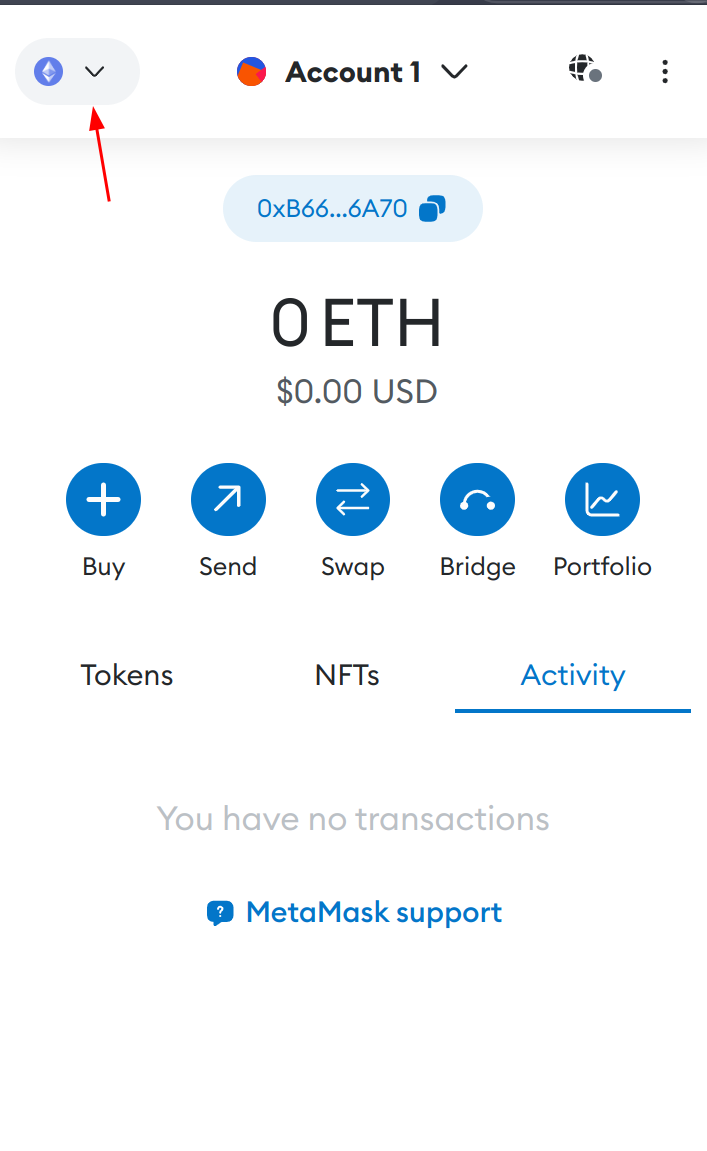 Account 1
0xB66...6A70
0 ETH
$0.00 USD
Buy Send Swap Bridge Portfolio
Tokens NFTs Activity
You have no transactions
MetaMask support